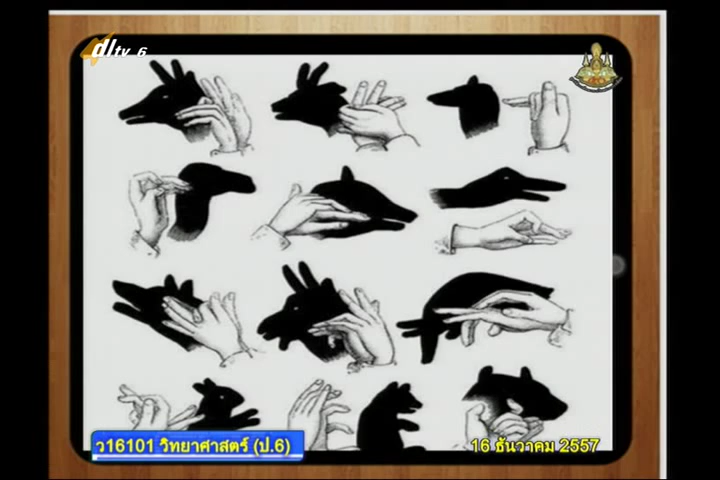 dltv 6
ว16101 วิทยาศาสตร์ (ป.6)
16 ธันวาคม 2557